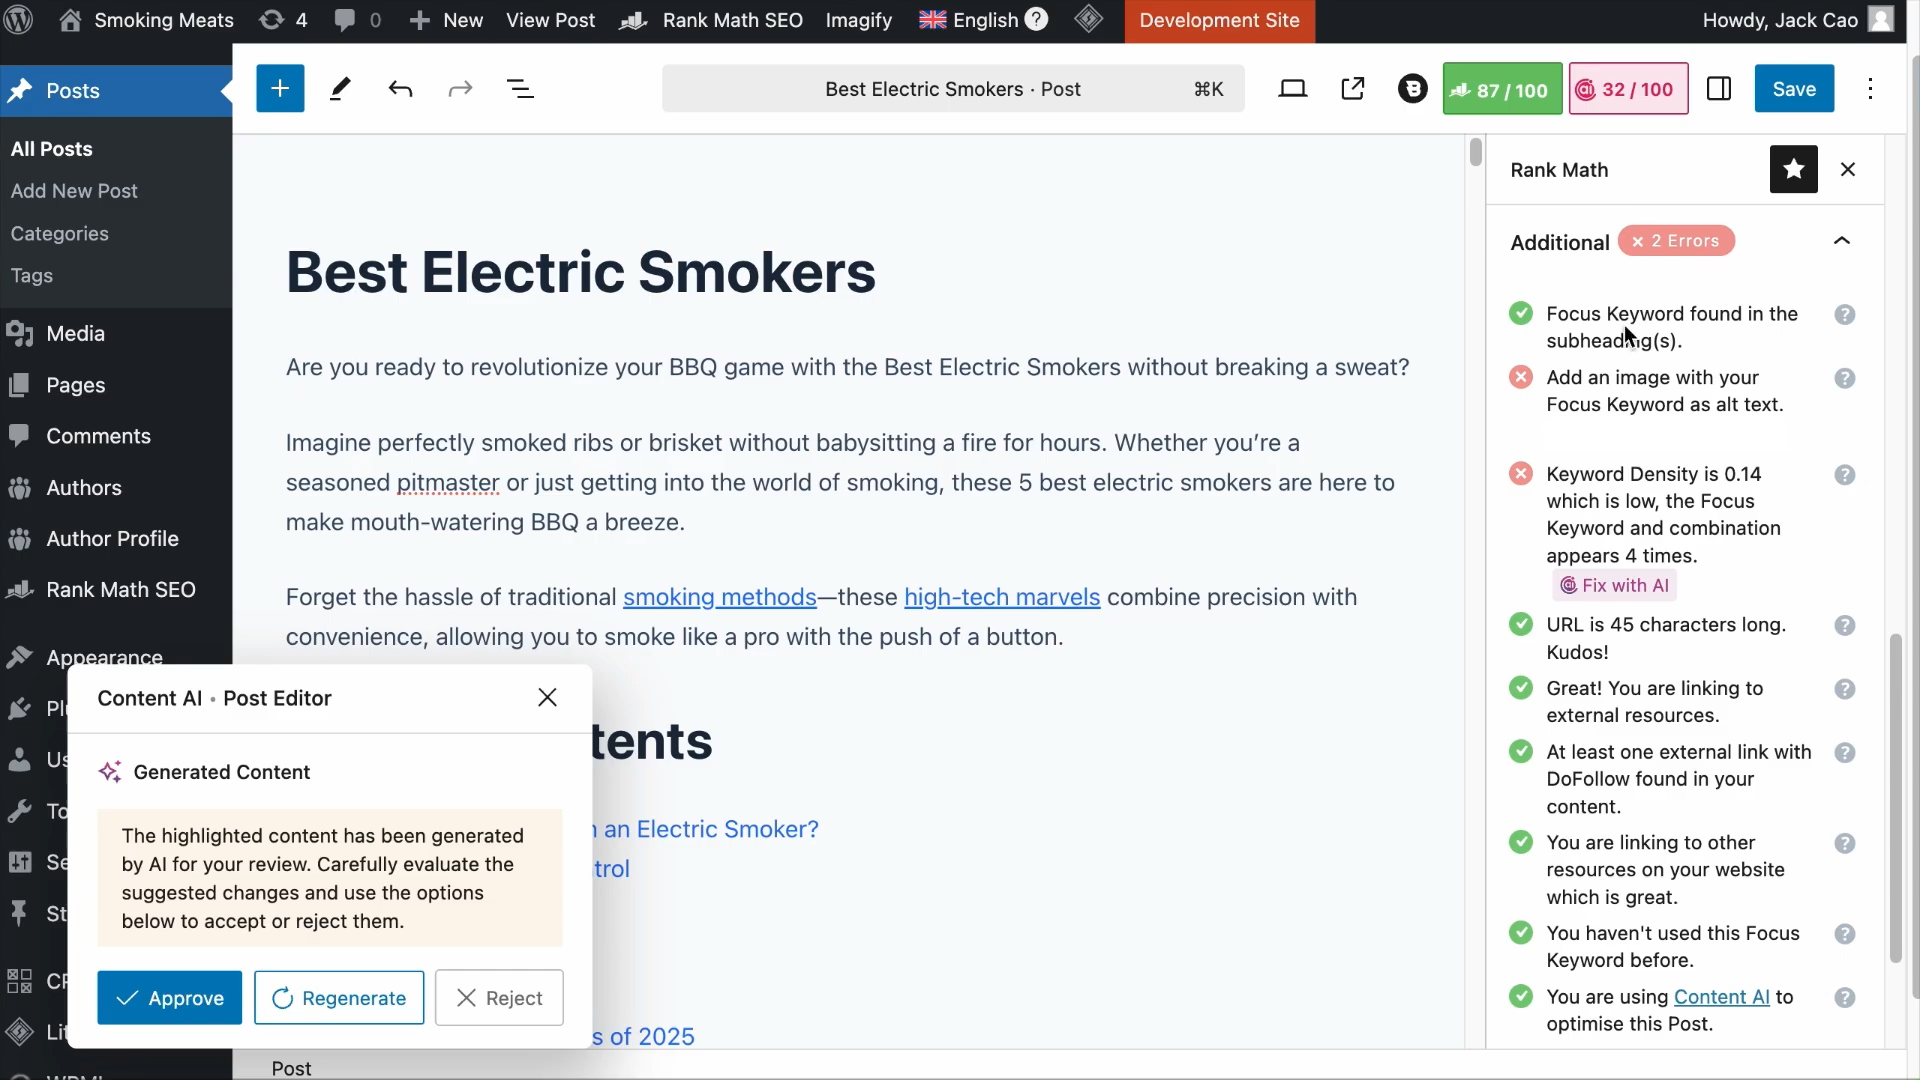 Smoking Meats
4
0
New
View Post
Rank Math SEO
Imagify
English
?
Development Site
Howdy, Jack Cao
Posts
All Posts
Add New Post
Categories
Tags
Media
Pages
Comments
Authors
Author Profile
Rank Math SEO
Appearance
Best Electric Smokers · Post
⌘K
B
87 / 100
32 / 100
Save
Best Electric Smokers
Are you ready to revolutionize your BBQ game with the Best Electric Smokers without breaking a sweat?
Imagine perfectly smoked ribs or brisket without babysitting a fire for hours. Whether you’re a
seasoned pitmaster or just getting into the world of smoking, these 5 best electric smokers are here to
make mouth-watering BBQ a breeze.
Forget the hassle of traditional smoking methods—these high-tech marvels combine precision with
convenience, allowing you to smoke like a pro with the push of a button.
tents
an Electric Smoker?
trol
s of 2025
Post
Content AI • Post Editor
Generated Content
The highlighted content has been generated
by AI for your review. Carefully evaluate the
suggested changes and use the options
below to accept or reject them.
Approve
Regenerate
Reject
Rank Math
Additional
× 2 Errors
Focus Keyword found in the
subheading(s).
?
Add an image with your
Focus Keyword as alt text.
?
Keyword Density is 0.14
which is low, the Focus
Keyword and combination
appears 4 times.
?
Fix with AI
URL is 45 characters long.
Kudos!
?
Great! You are linking to
external resources.
?
At least one external link with
DoFollow found in your
content.
?
You are linking to other
resources on your website
which is great.
?
You haven't used this Focus
Keyword before.
?
You are using Content AI to
optimise this Post.
?